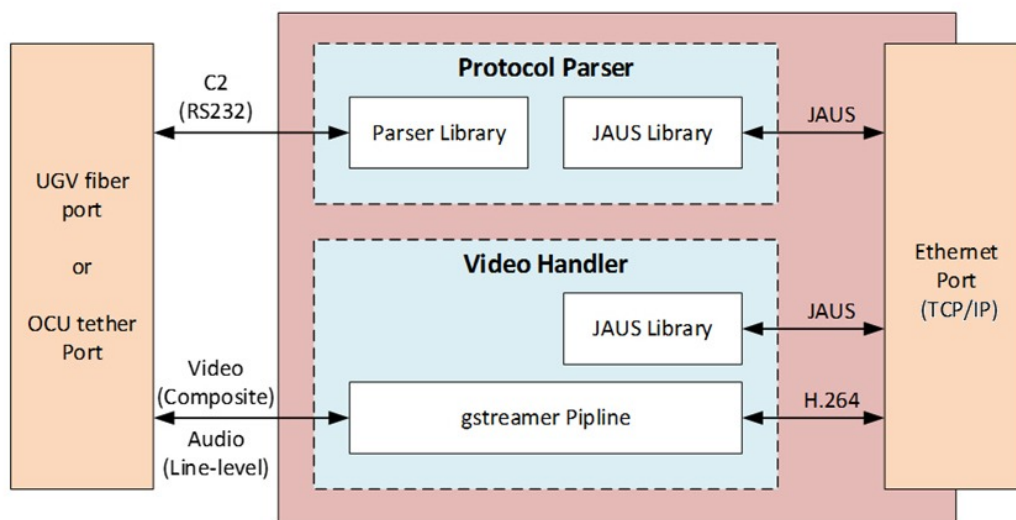 Protocol Parser
C2
(RS232)
Parser Library
JAUS Library
JAUS
UGV fiber
port
or
OCU tether
Port
Video Handler
Ethernet
Port
(TCP/IP)
JAUS Library
JAUS
Video
(Composite)
Audio
(Line-level)
gstreamer Pipline
H.264